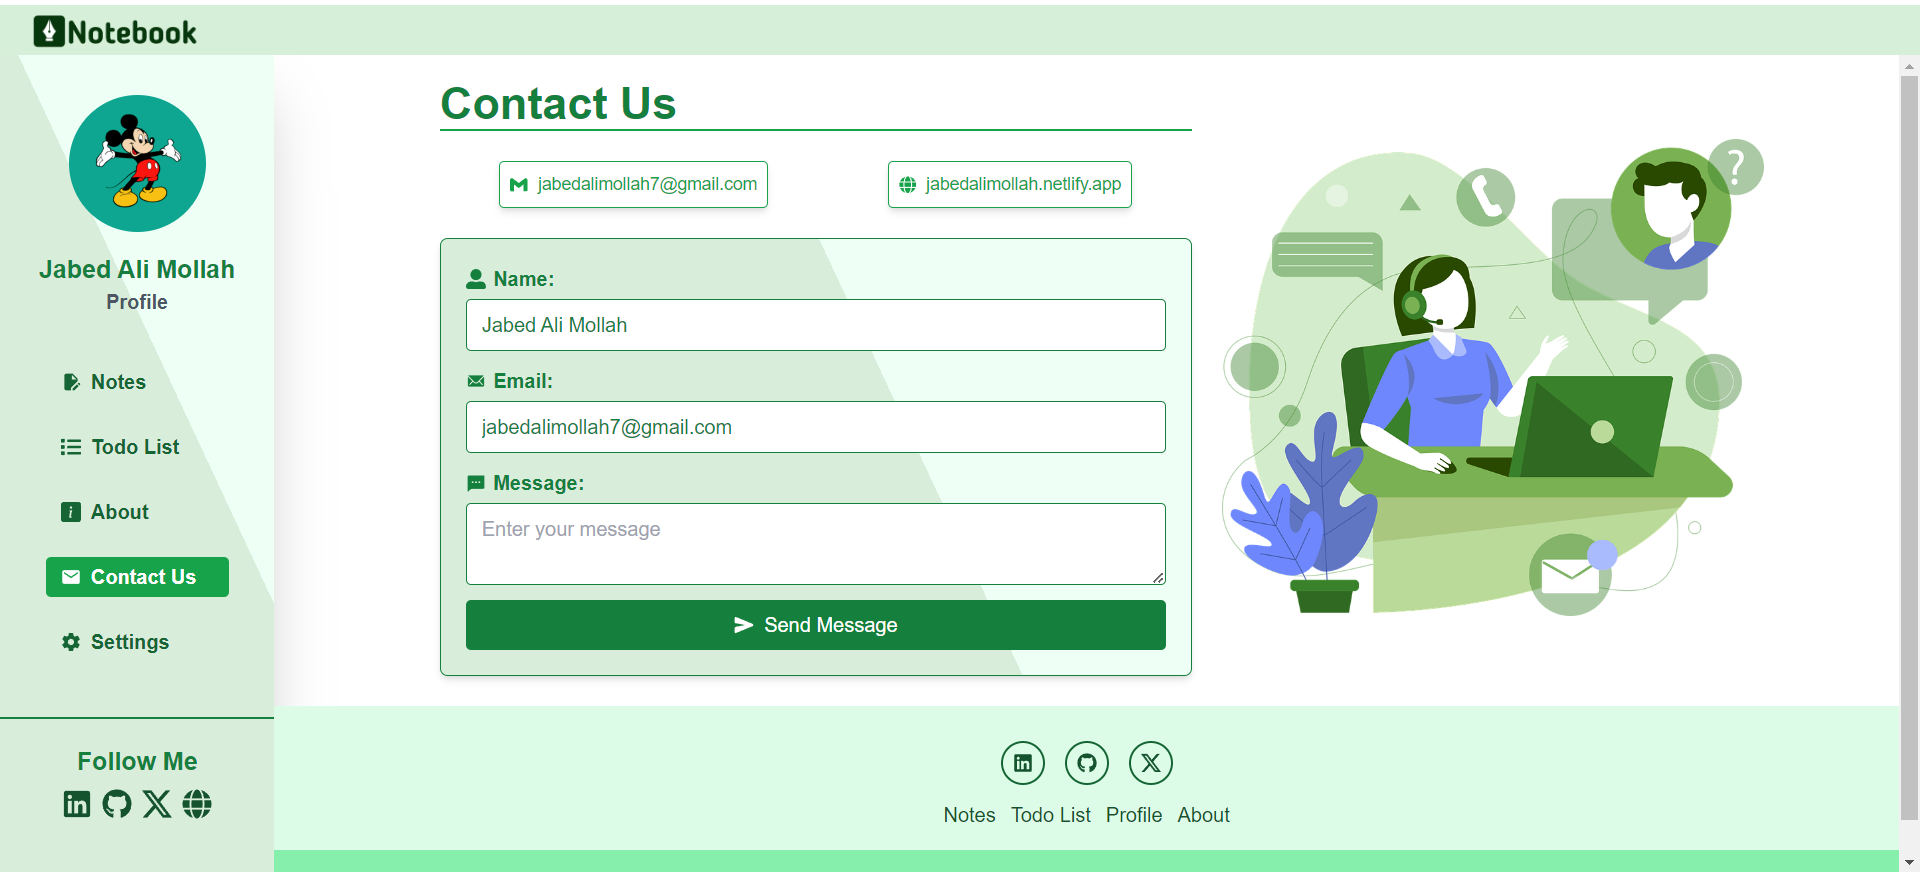 Notebook
Jabed Ali Mollah
Profile
Notes
Todo List
About
Contact Us
Settings
Follow Me
Contact Us
jabedalimollah7@gmail.com
jabedalimollah.netlify.app
Name:
Jabed Ali Mollah
Email:
jabedalimollah7@gmail.com
Message:
Enter your message
Send Message
?
Notes Todo List Profile About